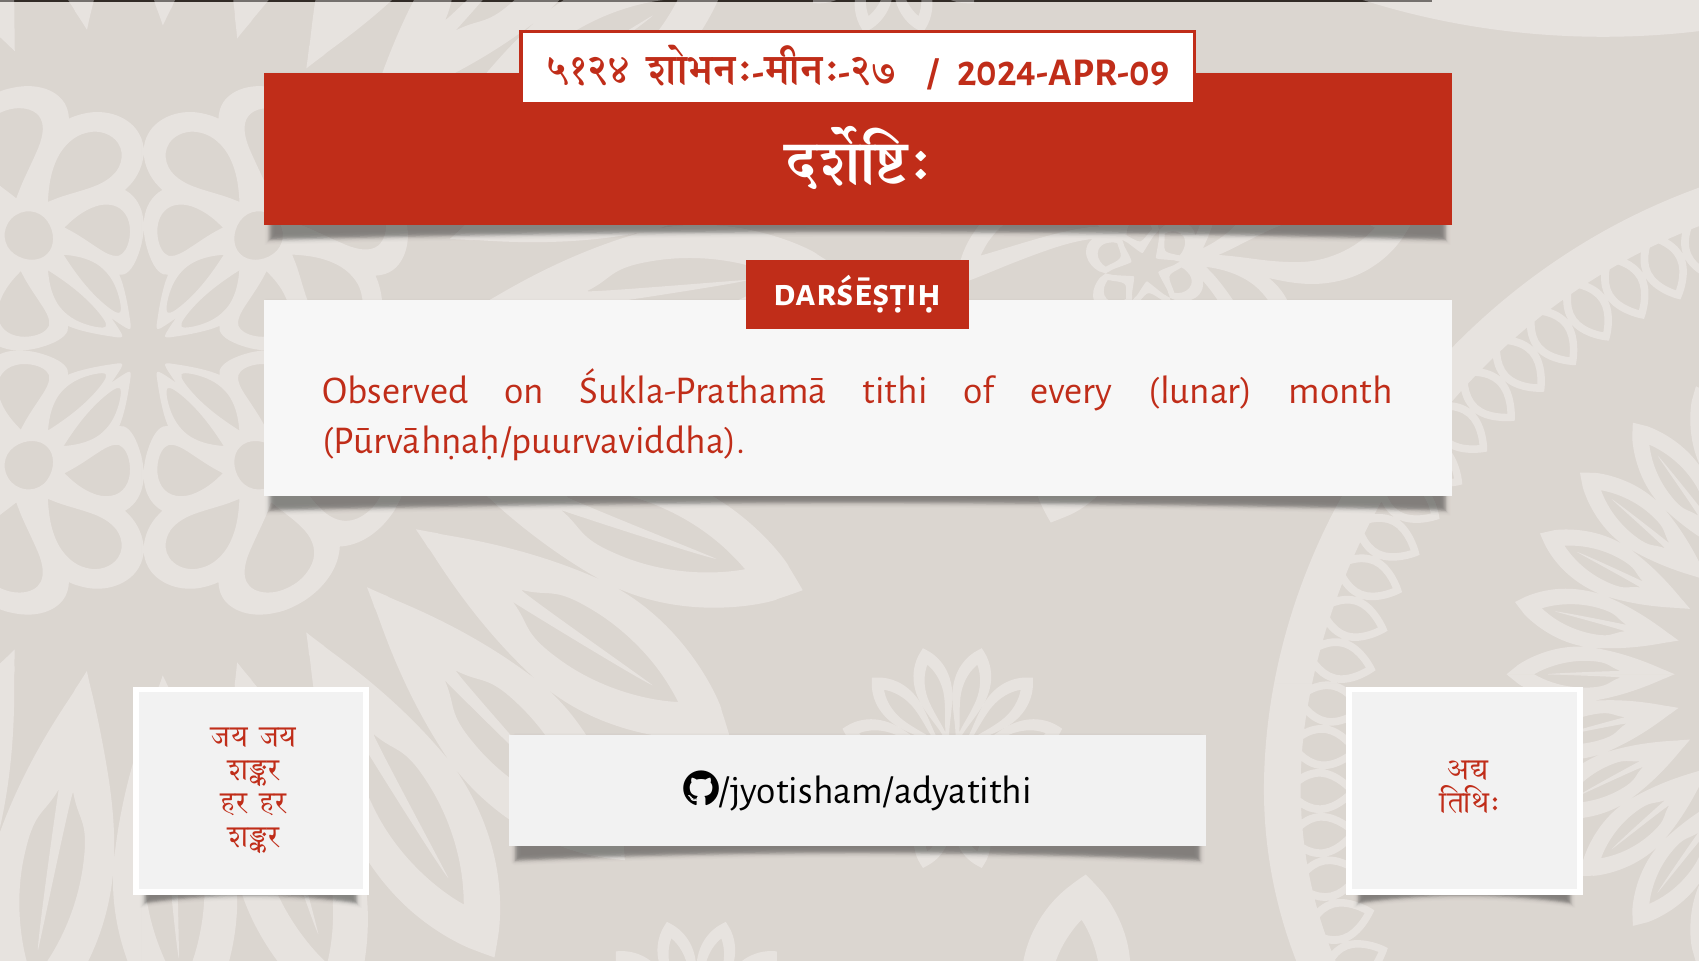 ५१२४ शोभनः-मीनः-२७ / 2024-APR-09
दर्शेष्टिः
DARŚĒṢṬIḤ
Observed on Śukla-Prathamā tithi of every (lunar) month
(Pūrvāhṇaḥ/puurvaviddha).
जय जय
शङ्कर
हर हर
शङ्कर
/jyotisham/adyatithi
अद्य
तिथिः